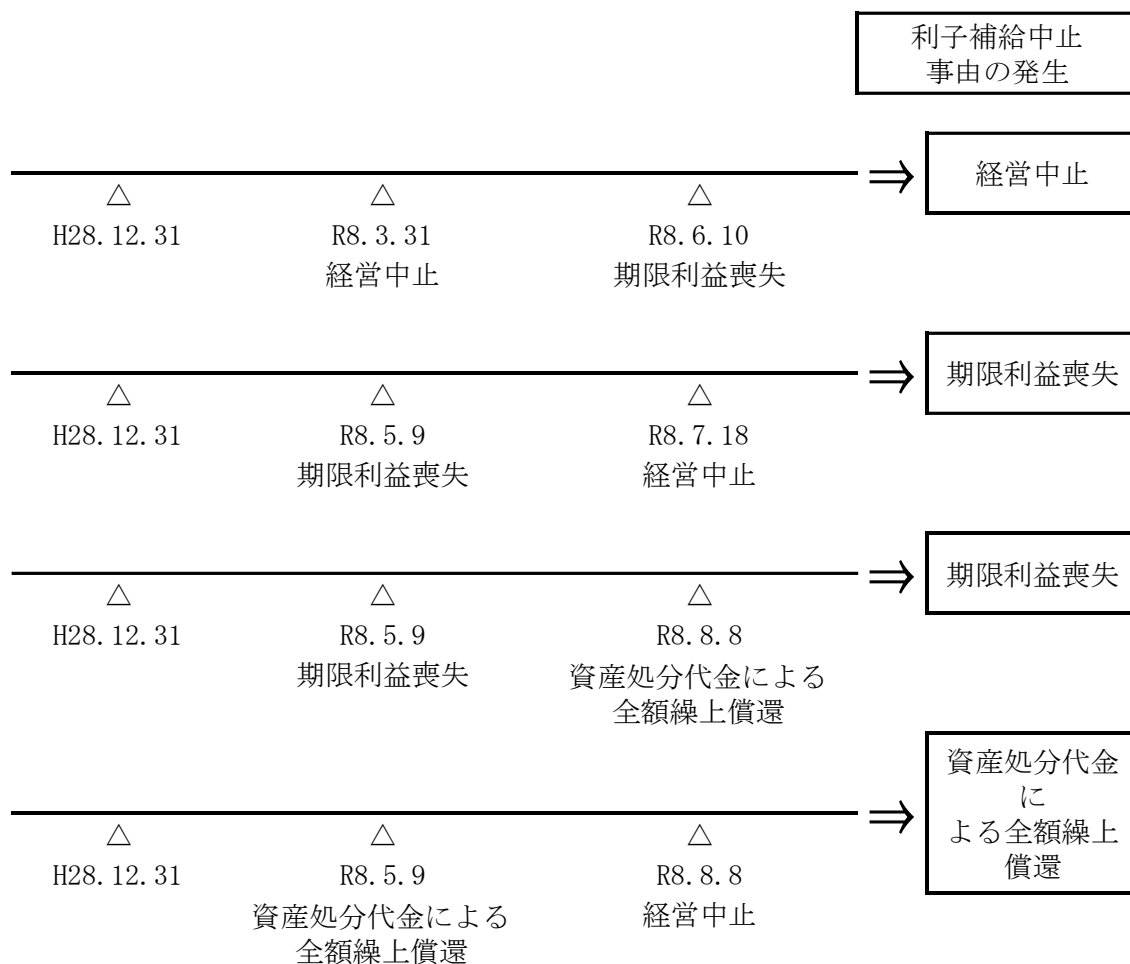 利子補給中止
事由の発生
⇒
経営中止
△ △ △
H28.12.31 R8.3.31 R8.6.10
経営中止 期限利益喪失
⇒
期限利益喪失
△ △ △
H28.12.31 R8.5.9 R8.7.18
期限利益喪失 経営中止
⇒
期限利益喪失
△ △ △
H28.12.31 R8.5.9 R8.8.8
期限利益喪失 資産処分代金による
全額繰上償還
⇒
資産処分代金
に
よる全額繰上
償還
△ △ △
H28.12.31 R8.5.9 R8.8.8
資産処分代金による 経営中止
全額繰上償還